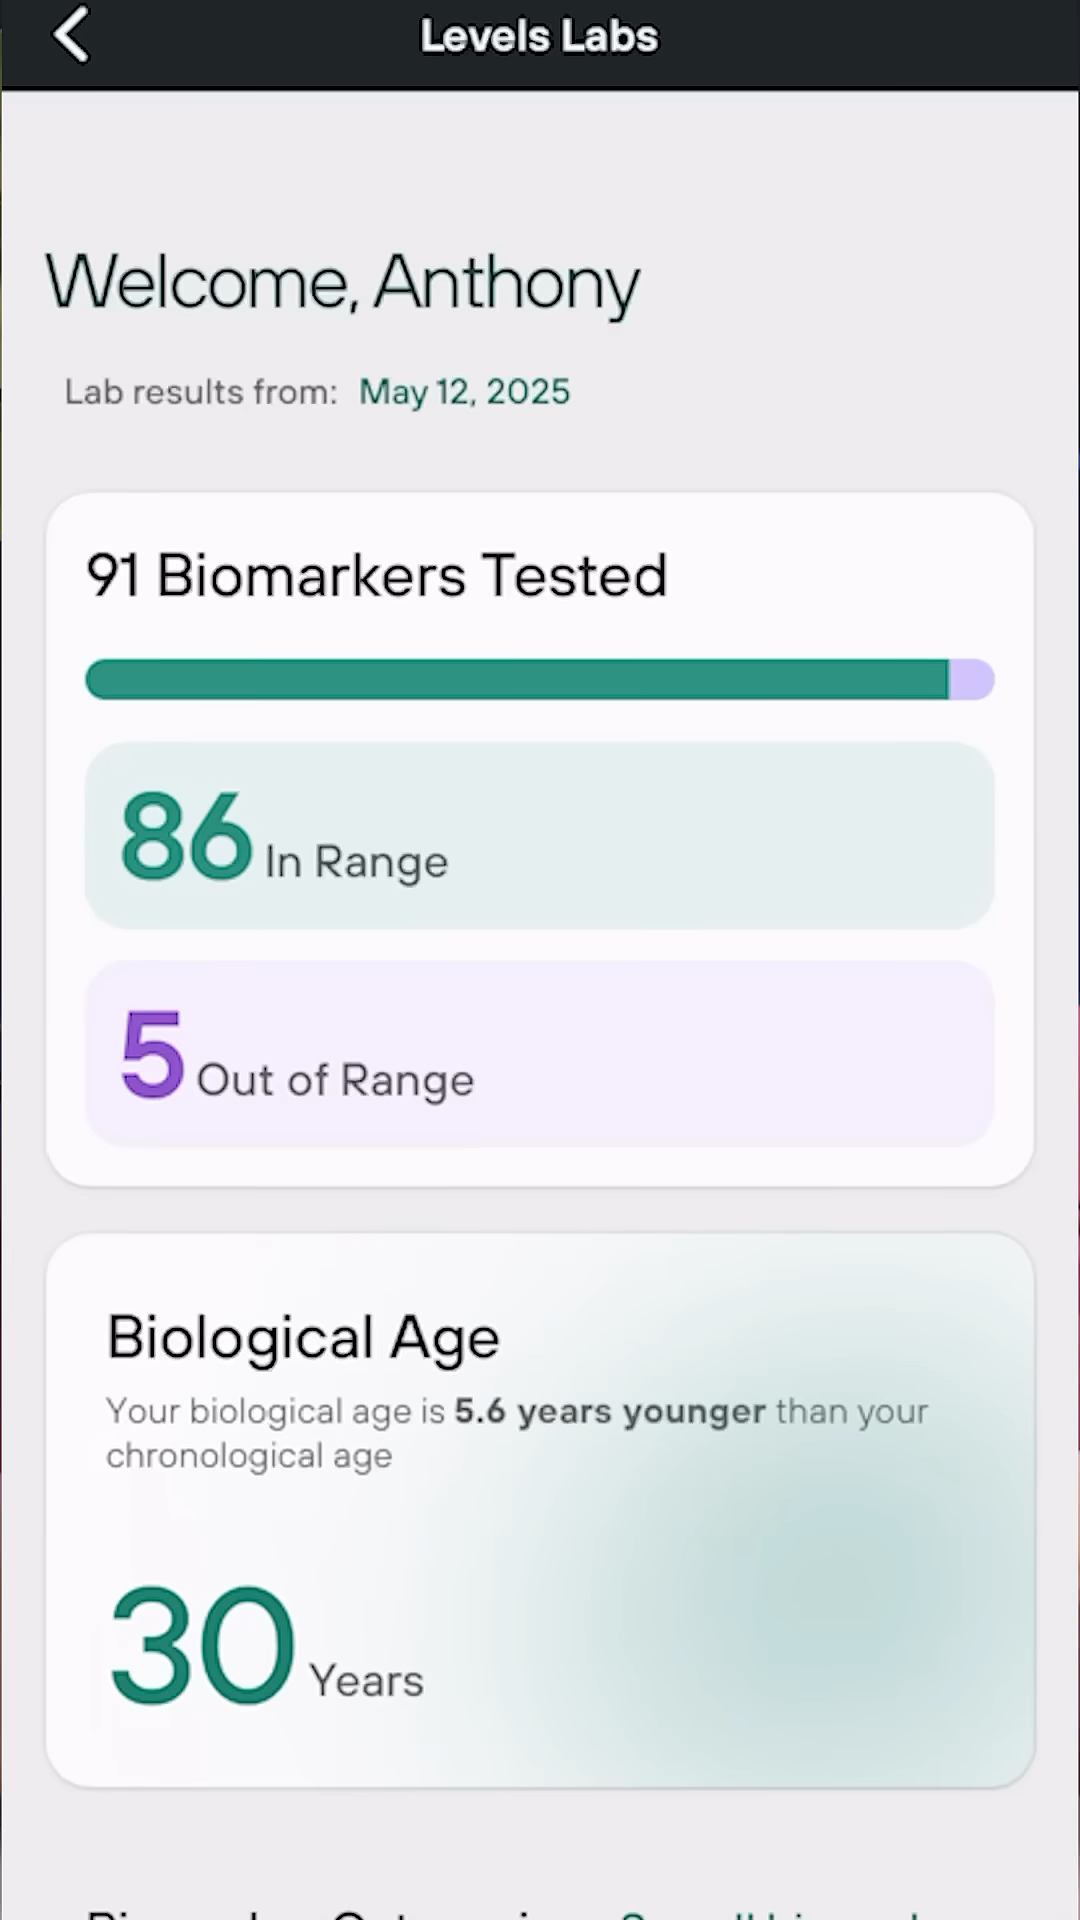 Levels Labs
Welcome, Anthony
Lab results from: May 12, 2025
91 Biomarkers Tested
86 In Range
5 Out of Range
Biological Age
Your biological age is 5.6 years younger than your
chronological age
30 Years